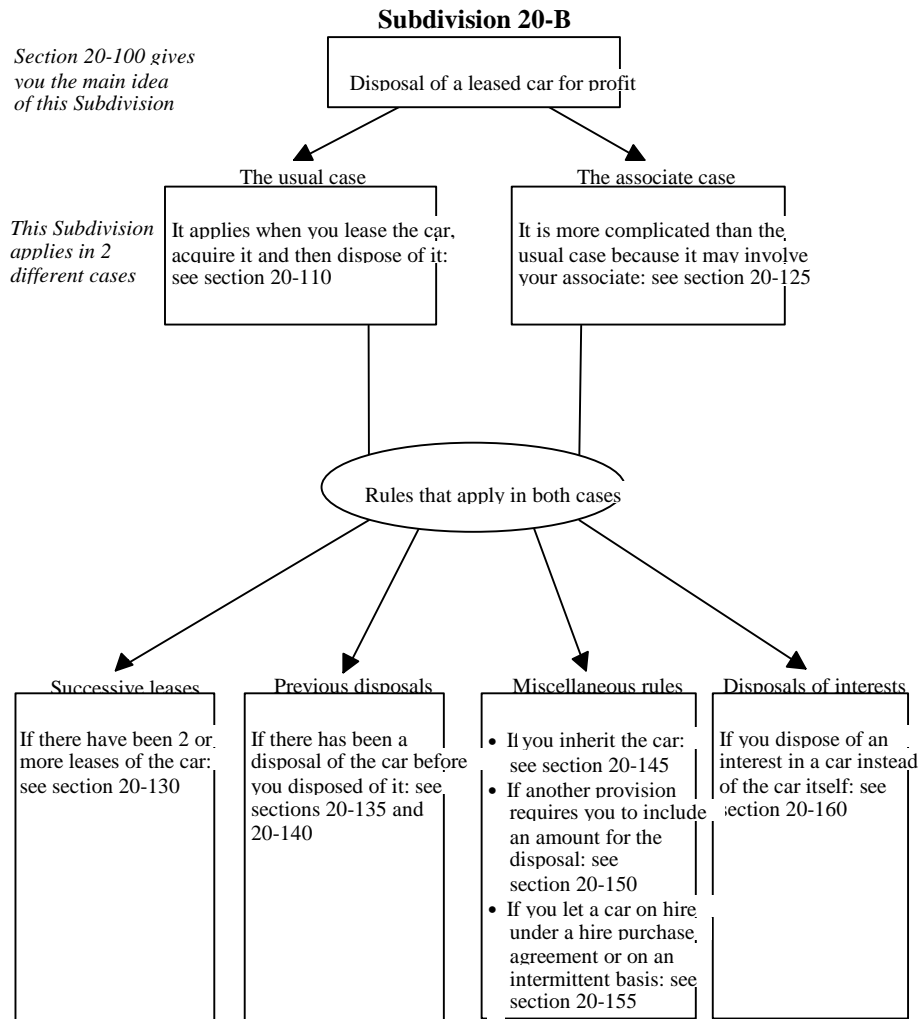 Subdivision 20-B
Section 20-100 gives
you the main idea
of this Subdivision
Disposal of a leased car for profit
The usual case
The associate case
This Subdivision
applies in 2
different cases
It applies when you lease the car,
acquire it and then dispose of it:
see section 20-110
It is more complicated than the
usual case because it may involve
your associate: see section 20-125
Rules that apply in both cases
Successive leases
If there have been 2 or
more leases of the car:
see section 20-130
Previous disposals
If there has been a
disposal of the car before
you disposed of it: see
sections 20-135 and
20-140
Miscellaneous rules
• If you inherit the car:
see section 20-145
• If another provision
requires you to include
an amount for the
disposal: see
section 20-150
• If you let a car on hire
under a hire purchase
agreement or on an
intermittent basis: see
section 20-155
Disposals of interests
If you dispose of an
interest in a car instead
of the car itself: see
section 20-160